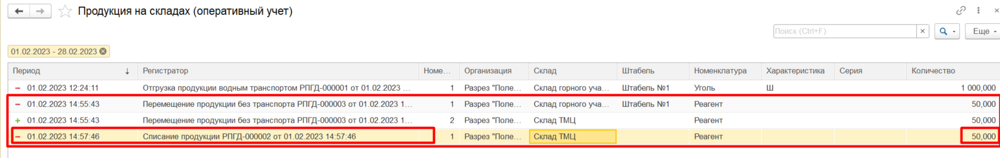 Продукция на складах (оперативный учет)
Поиск (Ctrl+F) × Еще
01.02.2023 - 28.02.2023
Период ↓ Регистратор Номе... Организация Склад Штабель Номенклатура Характеристика Серия Количество
− 01.02.2023 12:24:11 Отгрузка продукции водным транспортом РПГД-000001 от 01.02.2023 ... 1 Разрез "Поле... Склад горного уча... Штабель №1 Уголь Ш 1 000,000
− 01.02.2023 14:55:43 Перемещение продукции без транспорта РПГД-000003 от 01.02.2023 1... 1 Разрез "Поле... Склад горного уча... Штабель №1 Реагент 50,000
+ 01.02.2023 14:55:43 Перемещение продукции без транспорта РПГД-000003 от 01.02.2023 1... 2 Разрез "Поле... Склад ТМЦ Реагент 50,000
− 01.02.2023 14:57:46 Списание продукции РПГД-000002 от 01.02.2023 14:57:46 1 Разрез "Поле... Склад ТМЦ Реагент 50,000